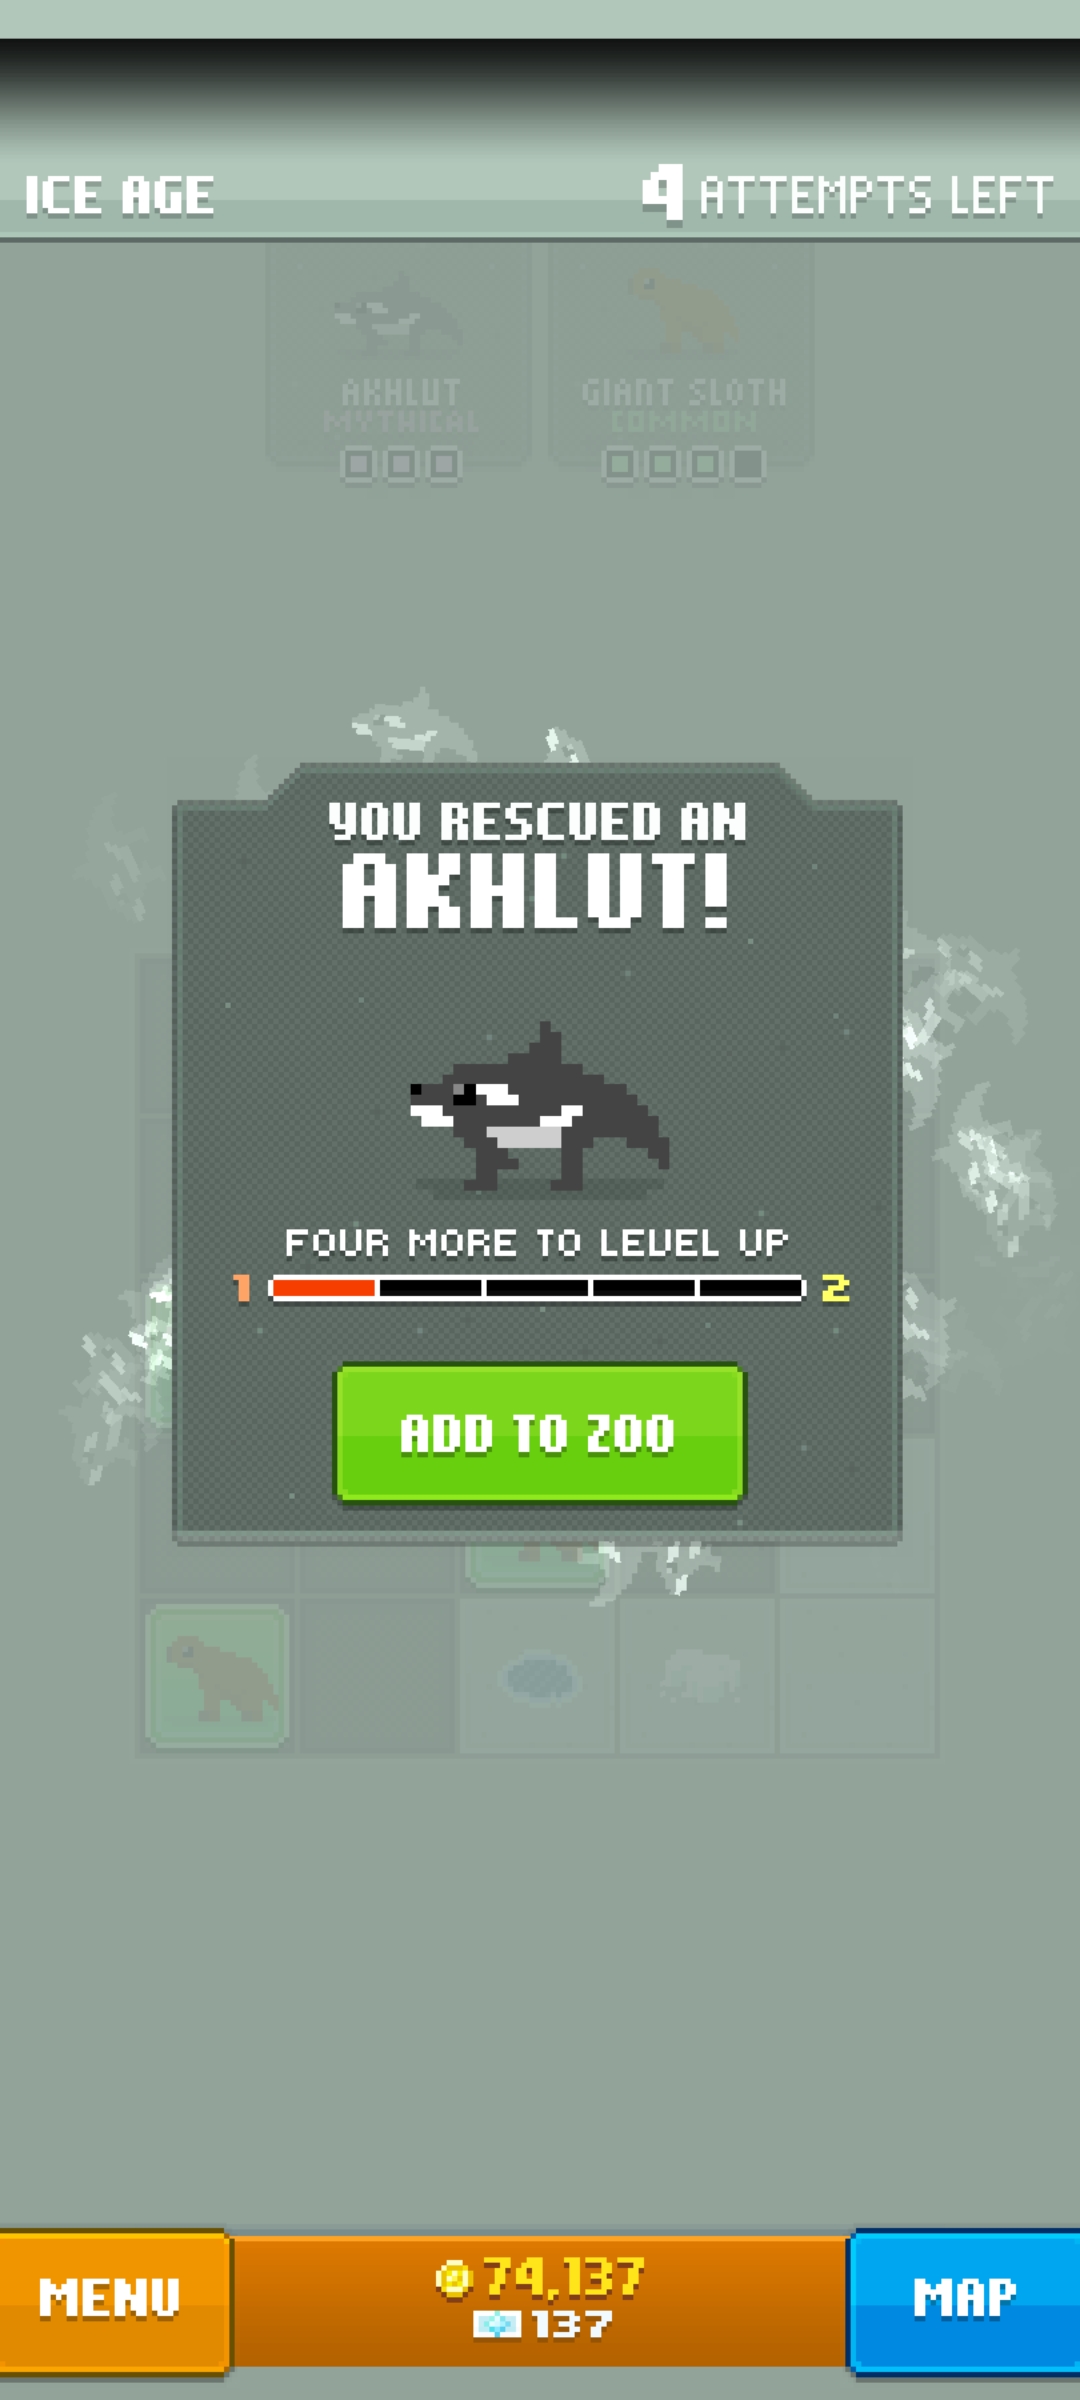 ICE AGE
4 ATTEMPTS LEFT
AKHLUT
MYTHICAL
GIANT SLOTH
COMMON
YOU RESCUED AN
AKHLUT!
FOUR MORE TO LEVEL UP
1
2
ADD TO ZOO
MENU
74,137
137
MAP